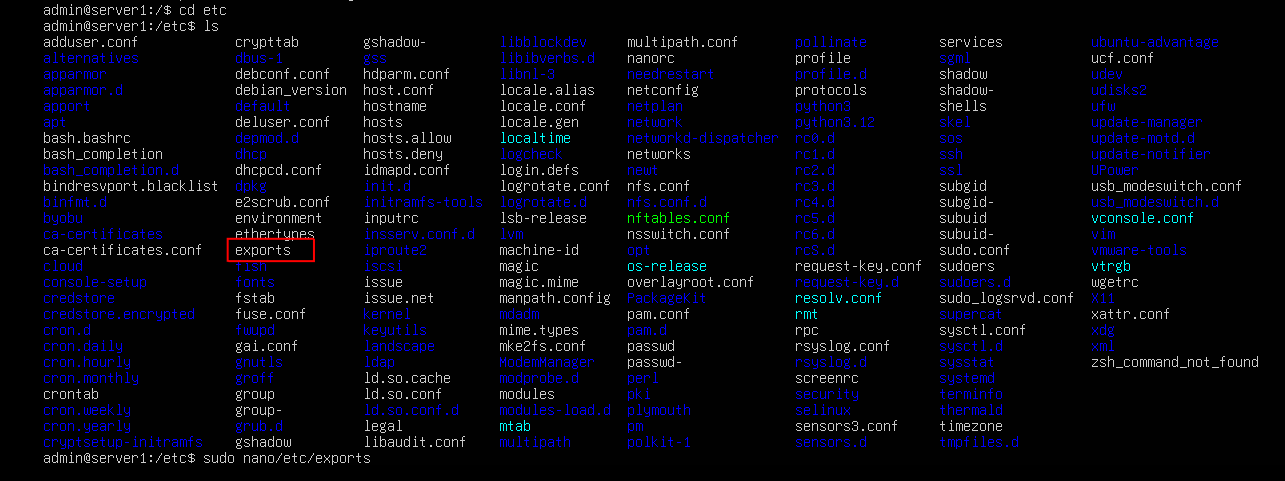 admin@server1:/$ cd etc
admin@server1:/etc$ ls
adduser.conf crypttab gshadow- libblockdev multipath.conf pollinate services ubuntu-advantage
alternatives dbus-1 gss libibverbs.d nanorc profile sgml ucf.conf
apparmor debconf.conf hdparm.conf libnl-3 needrestart profile.d shadow udev
apparmor.d debian_version host.conf locale.alias netconfig protocols shadow- udisks2
apport default hostname locale.conf netplan python3 shells ufw
apt deluser.conf hosts locale.gen network python3.12 skel update-manager
bash.bashrc depmod.d hosts.allow localtime networkd-dispatcher rc0.d sos update-motd.d
bash_completion dhcp hosts.deny logcheck networks rc1.d ssh update-notifier
bash_completion.d dhcpcd.conf idmapd.conf login.defs newt rc2.d ssl UPower
bindresvport.blacklist dpkg init.d logrotate.conf nfs.conf rc3.d subgid usb_modeswitch.conf
binfmt.d e2scrub.conf initramfs-tools logrotate.d nfs.conf.d rc4.d subgid- usb_modeswitch.d
byobu environment inputrc lsb-release nftables.conf rc5.d subuid vconsole.conf
ca-certificates ethertypes insserv.conf.d lvm nsswitch.conf rc6.d subuid- vim
ca-certificates.conf exports iproute2 machine-id opt rcS.d sudo.conf vmware-tools
cloud fish iscsi magic os-release request-key.conf sudoers vtrgb
console-setup fonts issue magic.mime overlayroot.conf request-key.d sudoers.d wgetrc
credstore fstab issue.net manpath.config PackageKit resolv.conf sudo_logsrvd.conf X11
credstore.encrypted fuse.conf kernel mdadm pam.conf rmt supercat xattr.conf
cron.d fwupd keyutils mime.types pam.d rpc sysctl.conf xdg
cron.daily gai.conf landscape mke2fs.conf passwd rsyslog.conf sysctl.d xml
cron.hourly gnutls ldap ModemManager passwd- rsyslog.d sysstat zsh_command_not_found
cron.monthly groff ld.so.cache modprobe.d perl screenrc systemd
crontab group ld.so.conf modules pki security terminfo
cron.weekly group- ld.so.conf.d modules-load.d plymouth selinux thermald
cron.yearly grub.d legal mtab pm sensors3.conf timezone
cryptsetup-initramfs gshadow libaudit.conf multipath polkit-1 sensors.d tmpfiles.d
admin@server1:/etc$ sudo nano/etc/exports